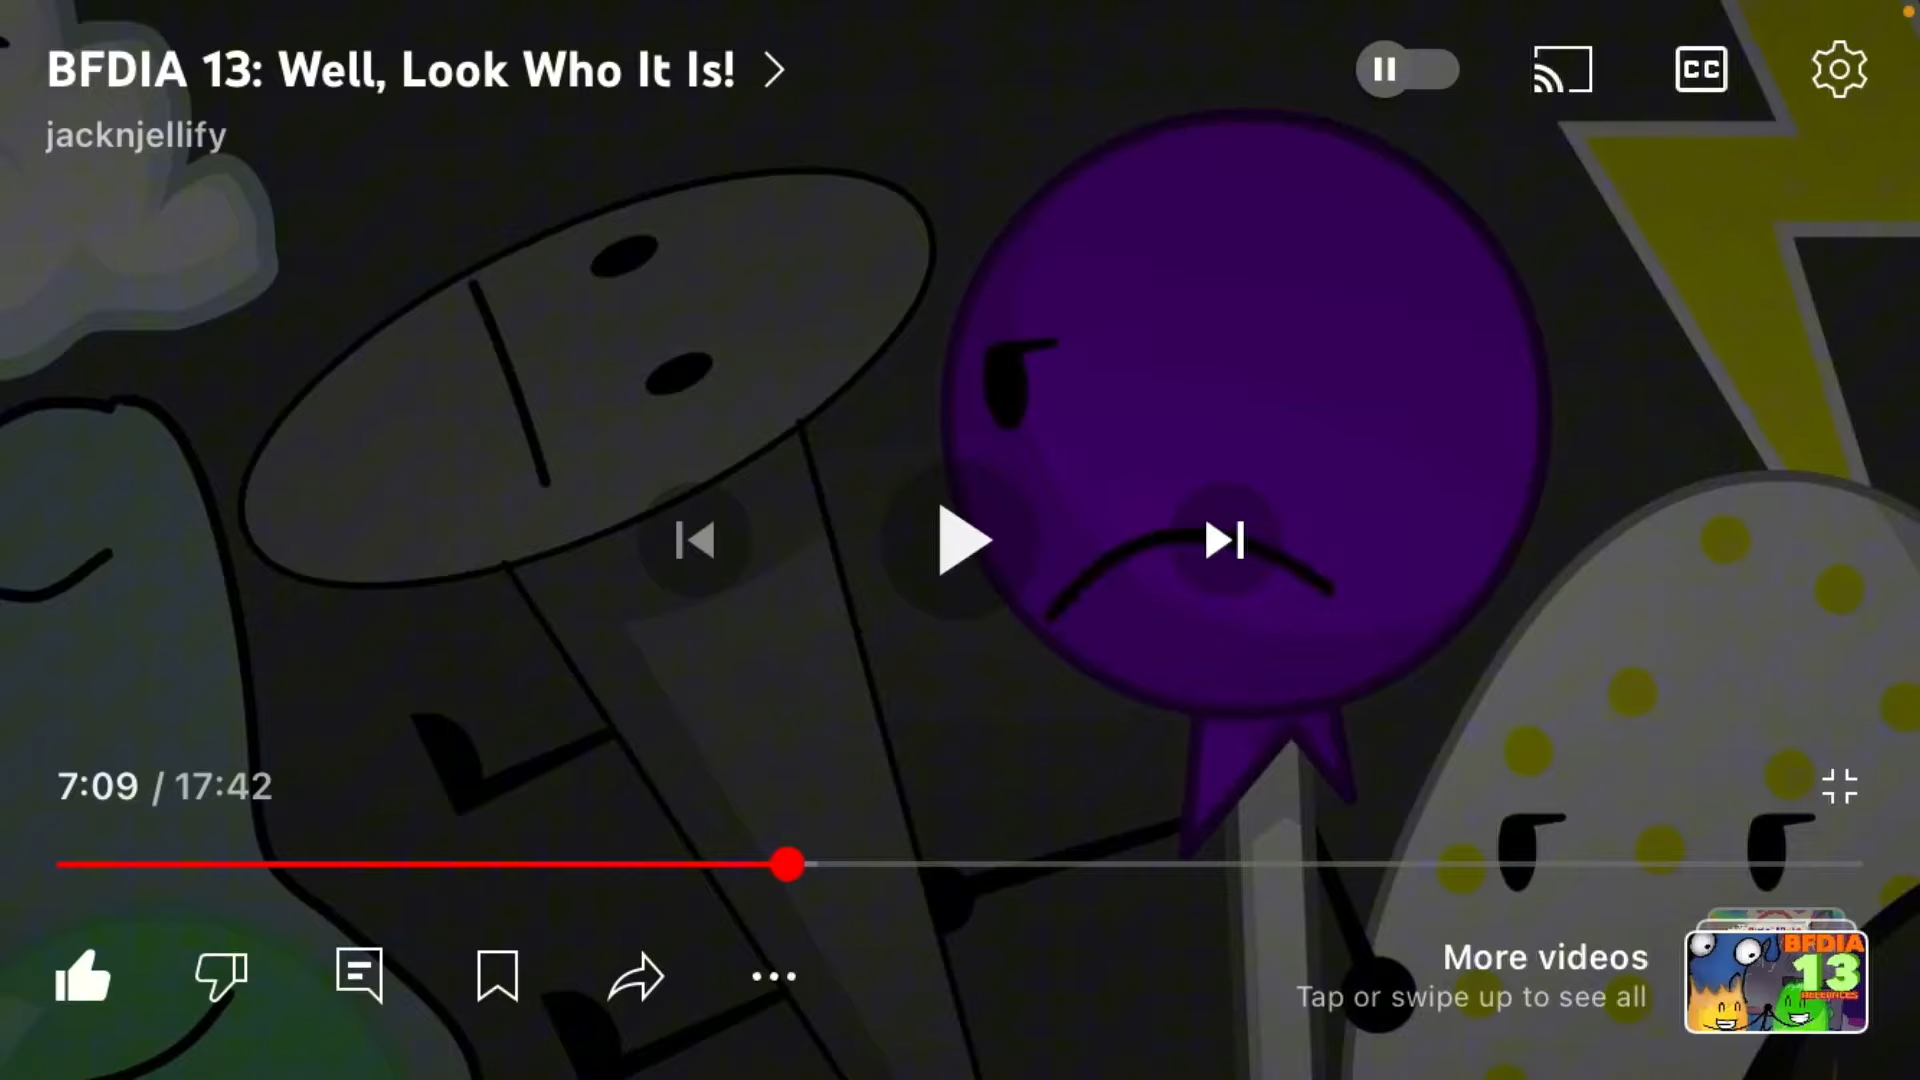 BFDIA 13: Well, Look Who It Is!
jacknjellify
CC
7:09 / 17:42
More videos
Tap or swipe up to see all
BFDIA
13